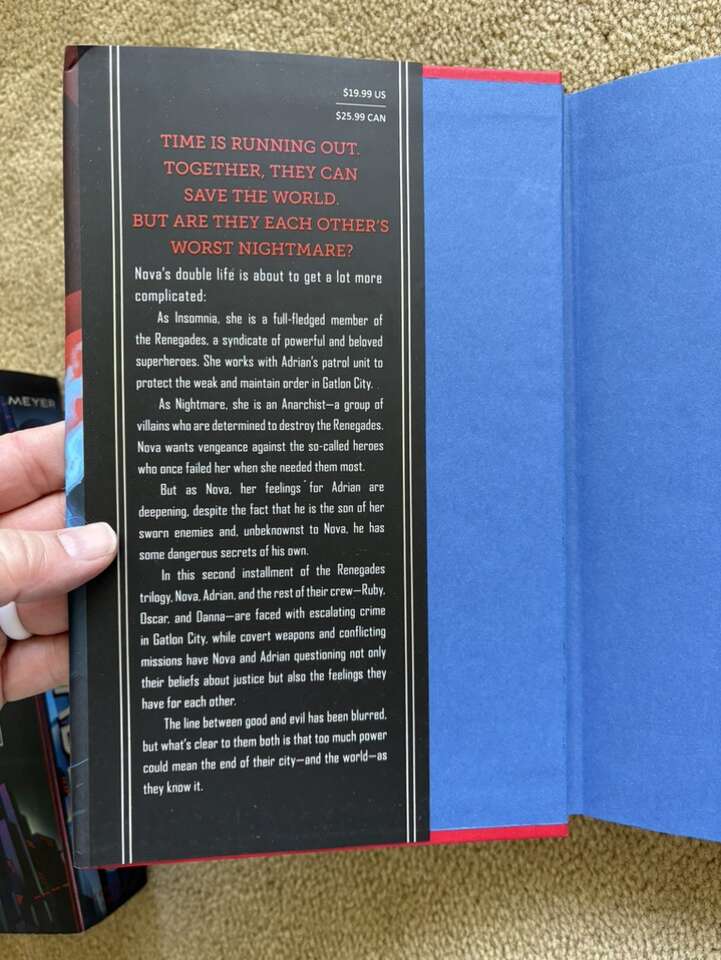 $19.99 US
$25.99 CAN
TIME IS RUNNING OUT.
TOGETHER, THEY CAN
SAVE THE WORLD.
BUT ARE THEY EACH OTHER'S
WORST NIGHTMARE?
Nova's double life is about to get a lot more
complicated:
As Insomnia, she is a full-fledged member of
the Renegades, a syndicate of powerful and beloved
superheroes. She works with Adrian's patrol unit to
protect the weak and maintain order in Gatlon City.
As Nightmare, she is an Anarchist—a group of
villains who are determined to destroy the Renegades.
Nova wants vengeance against the so-called heroes
who once failed her when she needed them most.
But as Nova, her feelings for Adrian are
deepening, despite the fact that he is the son of her
sworn enemies and, unbeknownst to Nova, he has
some dangerous secrets of his own.
In this second installment of the Renegades
trilogy, Nova, Adrian, and the rest of their crew—Ruby,
Oscar, and Danna—are faced with escalating crime
in Gatlon City, while covert weapons and conflicting
missions have Nova and Adrian questioning not only
their beliefs about justice but also the feelings they
have for each other.
The line between good and evil has been blurred,
but what's clear to them both is that too much power
could mean the end of their city—and the world—as
they know it.
MEYER